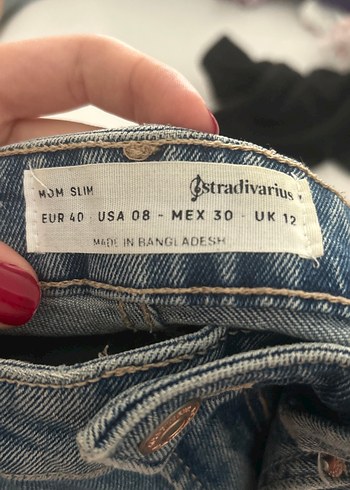 MOM SLIM
stradivarius
EUR 40 - USA 08 - MEX 30 - UK 12
MADE IN BANGLADESH